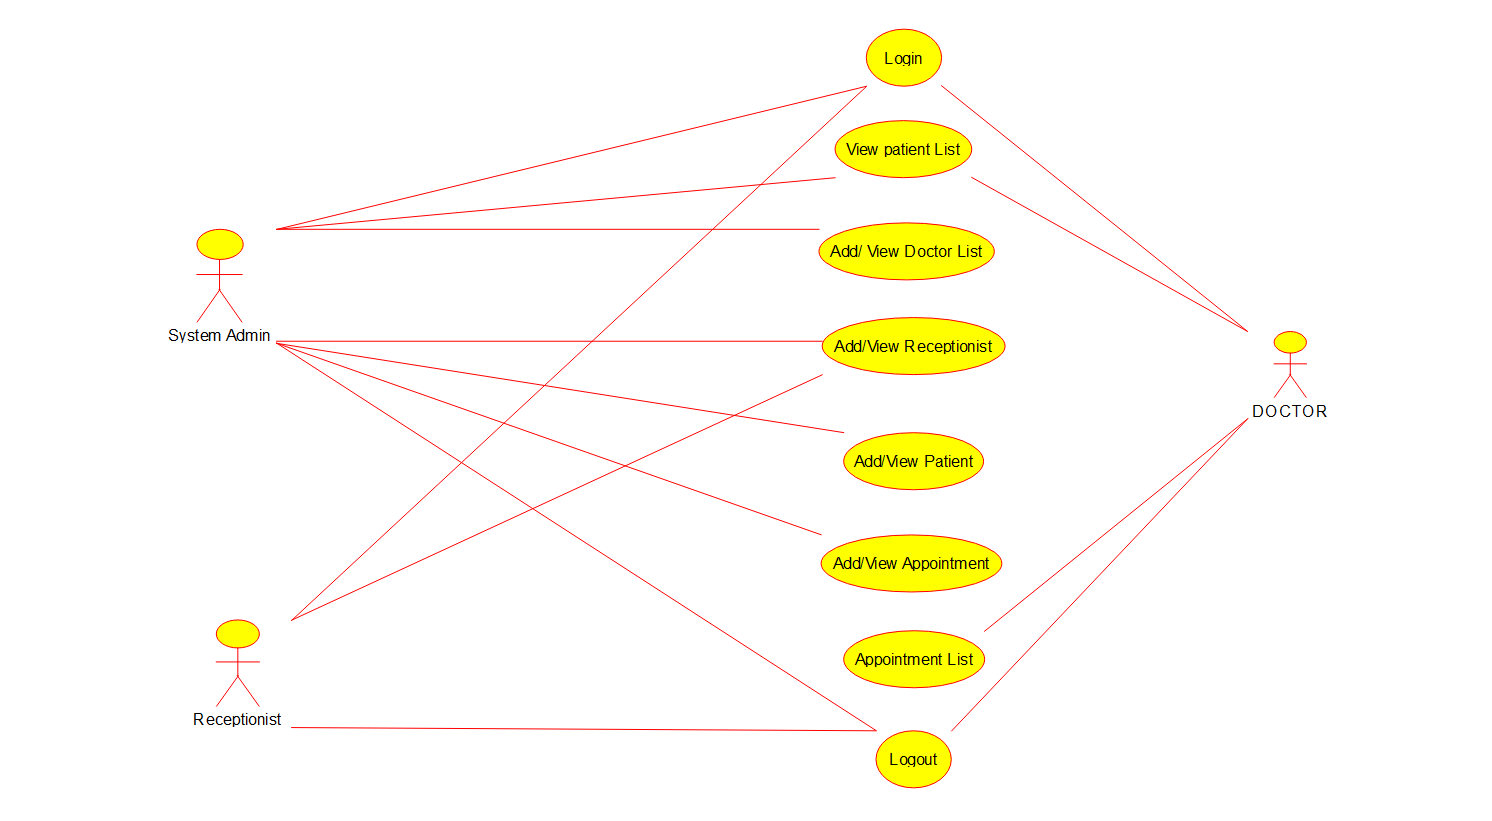 Login
View patient List
Add/ View Doctor List
System Admin
Add/View Receptionist
DOCTOR
Add/View Patient
Add/View Appointment
Appointment List
Receptionist
Logout